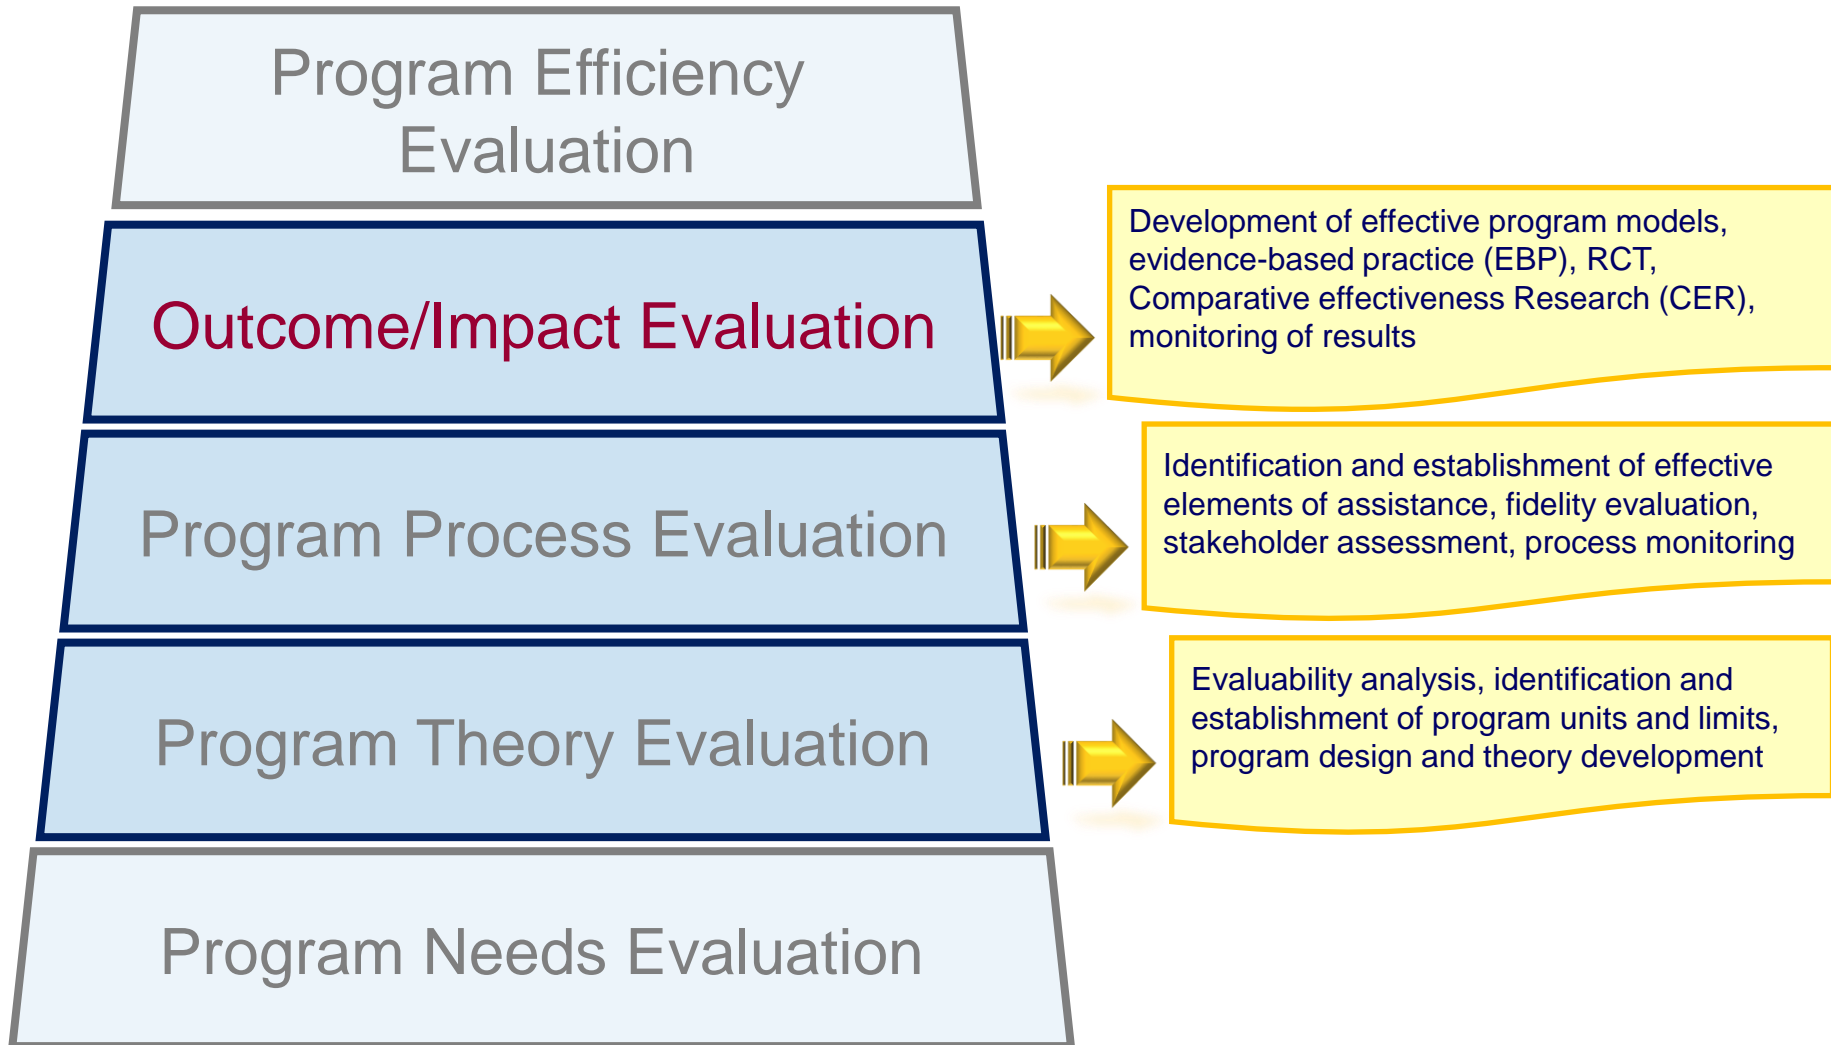 Program Efficiency
Evaluation
Outcome/Impact Evaluation
Development of effective program models,
evidence-based practice (EBP), RCT,
Comparative effectiveness Research (CER),
monitoring of results
Program Process Evaluation
Identification and establishment of effective
elements of assistance, fidelity evaluation,
stakeholder assessment, process monitoring
Program Theory Evaluation
Evaluability analysis, identification and
establishment of program units and limits,
program design and theory development
Program Needs Evaluation